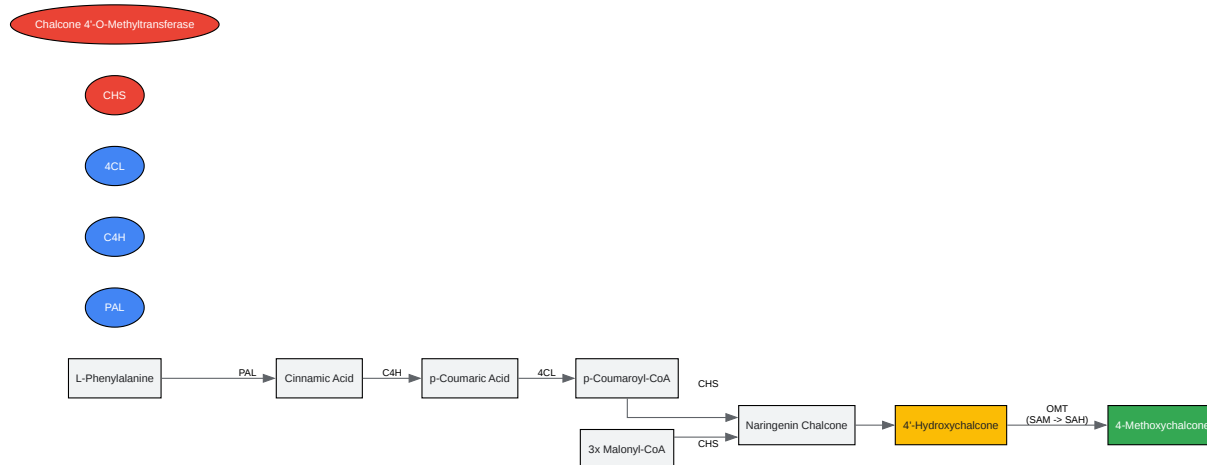 Chalcone 4'-O-Methyltransferase
CHS
4CL
C4H
PAL
L-Phenylalanine
PAL
Cinnamic Acid
C4H
p-Coumaric Acid
4CL
p-Coumaroyl-CoA
CHS
3x Malonyl-CoA
CHS
Naringenin Chalcone
4'-Hydroxychalcone
OMT
(SAM -> SAH)
4-Methoxychalcone